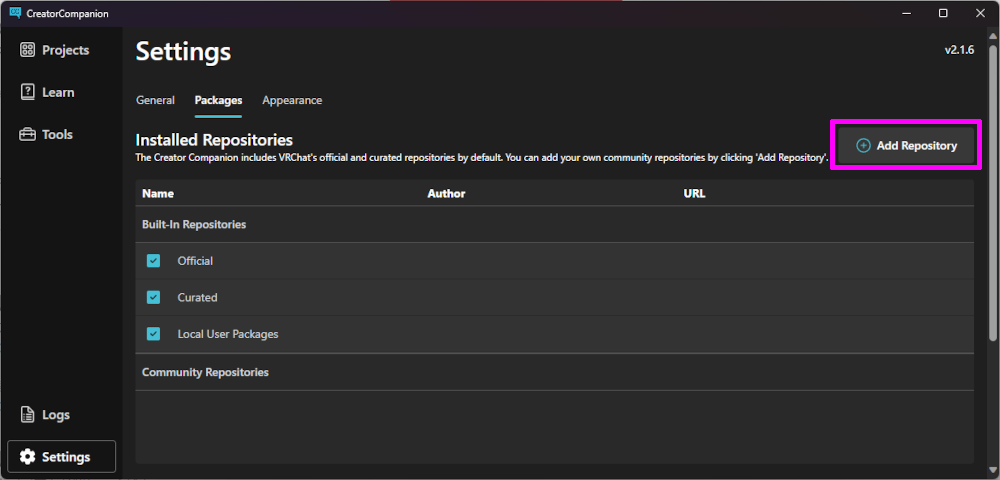 CreatorCompanion
Projects
Learn
Tools
Logs
Settings
Settings
v2.1.6
General Packages Appearance
Installed Repositories
The Creator Companion includes VRChat's official and curated repositories by default. You can add your own community repositories by clicking 'Add Repository'.
Add Repository
Name Author URL
Built-In Repositories
Official
Curated
Local User Packages
Community Repositories